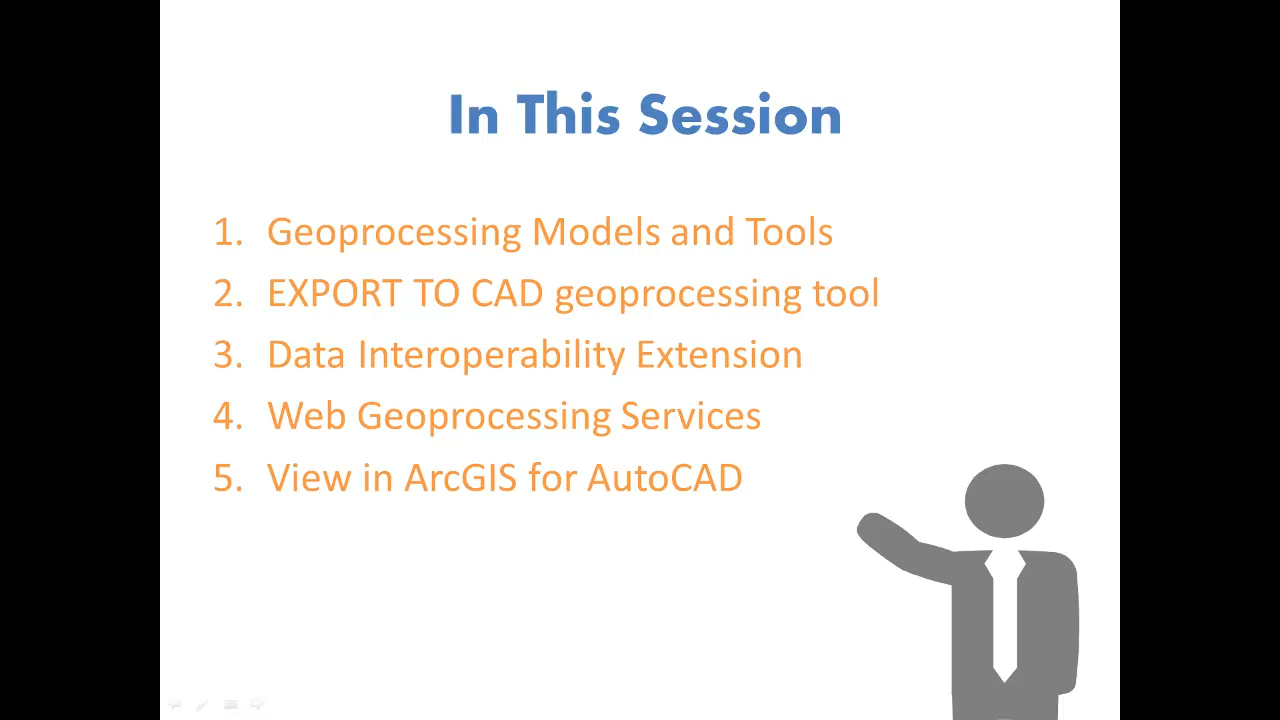 In This Session
1. Geoprocessing Models and Tools
2. EXPORT TO CAD geoprocessing tool
3. Data Interoperability Extension
4. Web Geoprocessing Services
5. View in ArcGIS for AutoCAD